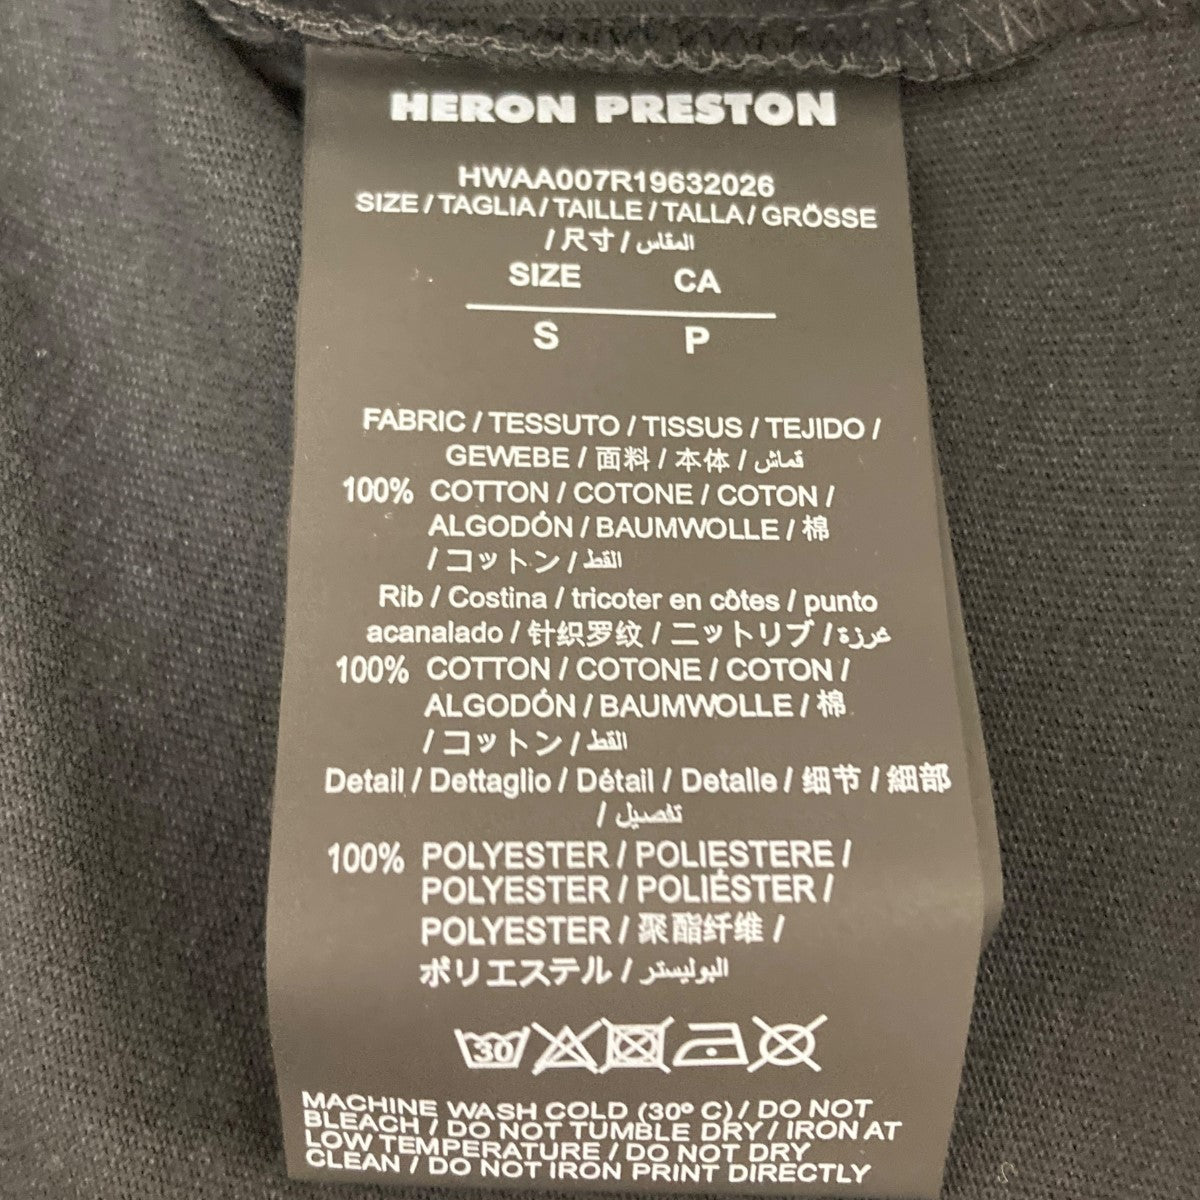 HERON PRESTON
HWAA007R19632026
SIZE / TAGLIA / TAILLE / TALLA / GRÖSSE
/ 尺寸 / المقاس
SIZE CA
S P
FABRIC / TESSUTO / TISSUS / TEJIDO /
GEWEBE / 面料 / 本体 / قماش
100% COTTON / COTONE / COTON /
ALGODÓN / BAUMWOLLE / 棉
/ コットン / القط
Rib / Costina / tricoter en côtes / punto
acanalado / 针织罗纹 / ニットリブ / غرزة
100% COTTON / COTONE / COTON /
ALGODÓN / BAUMWOLLE / 棉
/ コットン / القط
Detail / Dettaglio / Détail / Detalle / 细节 / 細部
/ تفصيل
100% POLYESTER / POLIESTERE /
POLYESTER / POLIÉSTER /
POLYESTER / 聚酯纤维 /
ポリエステル / البوليستر
30
MACHINE WASH COLD (30º C) / DO NOT
BLEACH / DO NOT TUMBLE DRY / IRON AT
LOW TEMPERATURE / DO NOT DRY
CLEAN / DO NOT IRON PRINT DIRECTLY